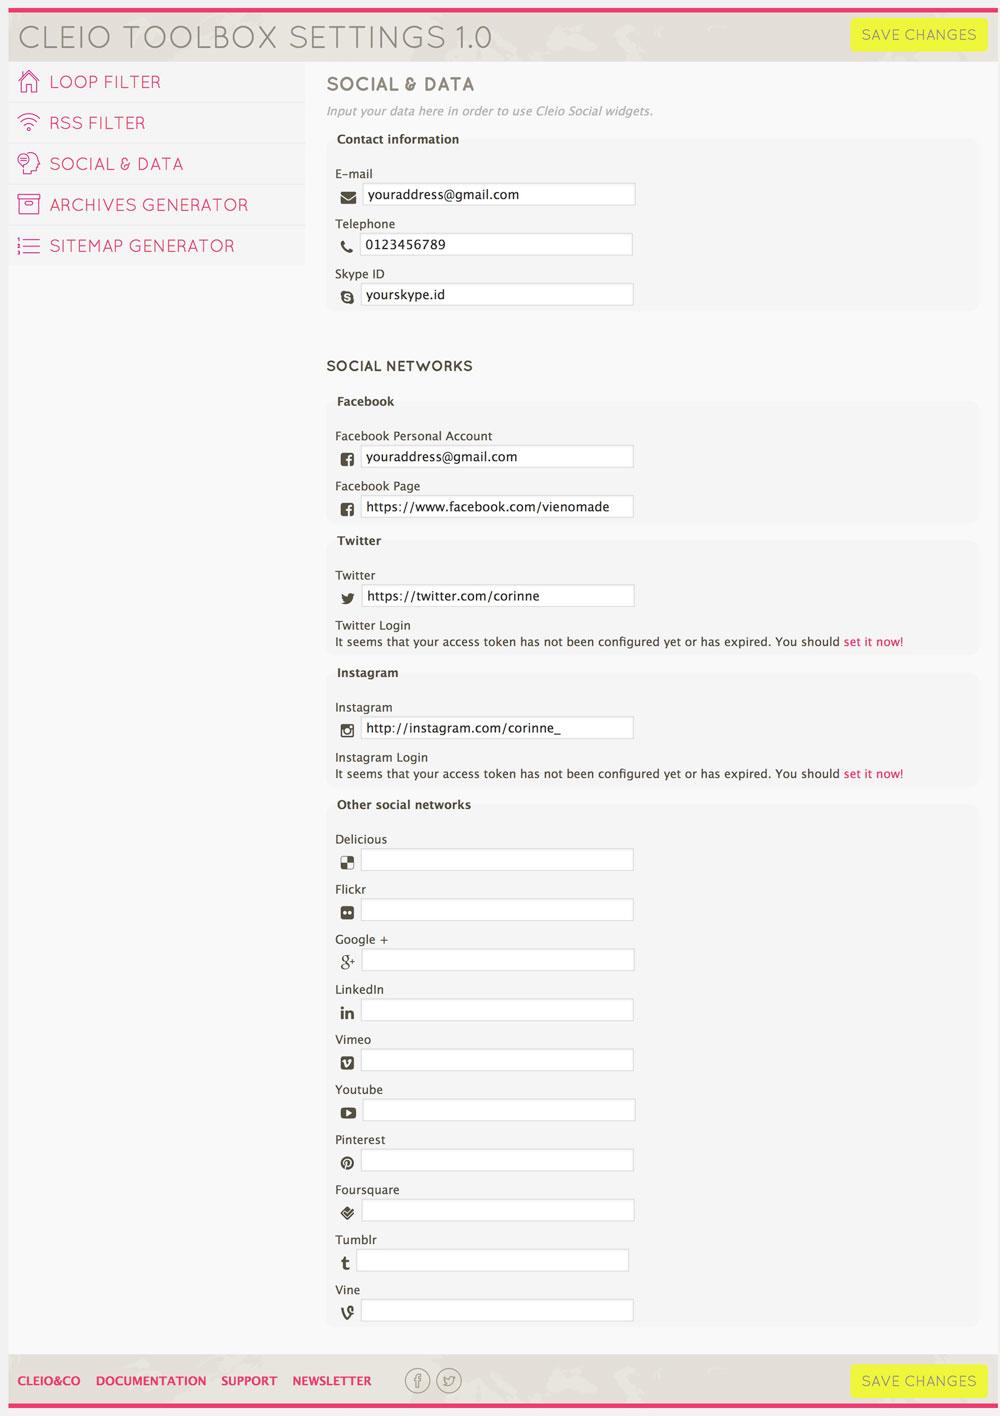 CLEIO TOOLBOX SETTINGS 1.0
SAVE CHANGES
LOOP FILTER
RSS FILTER
SOCIAL & DATA
ARCHIVES GENERATOR
SITEMAP GENERATOR
SOCIAL & DATA
Input your data here in order to use Cleio Social widgets.
Contact information
E-mail
youraddress@gmail.com
Telephone
0123456789
Skype ID
yourskype.id
SOCIAL NETWORKS
Facebook
Facebook Personal Account
youraddress@gmail.com
Facebook Page
https://www.facebook.com/vienomade
Twitter
Twitter
https://twitter.com/corinne
Twitter Login
It seems that your access token has not been configured yet or has expired. You should set it now!
Instagram
Instagram
http://instagram.com/corinne_
Instagram Login
It seems that your access token has not been configured yet or has expired. You should set it now!
Other social networks
Delicious
Flickr
Google +
LinkedIn
Vimeo
Youtube
Pinterest
Foursquare
Tumblr
Vine
CLEIO&CO DOCUMENTATION SUPPORT NEWSLETTER
SAVE CHANGES